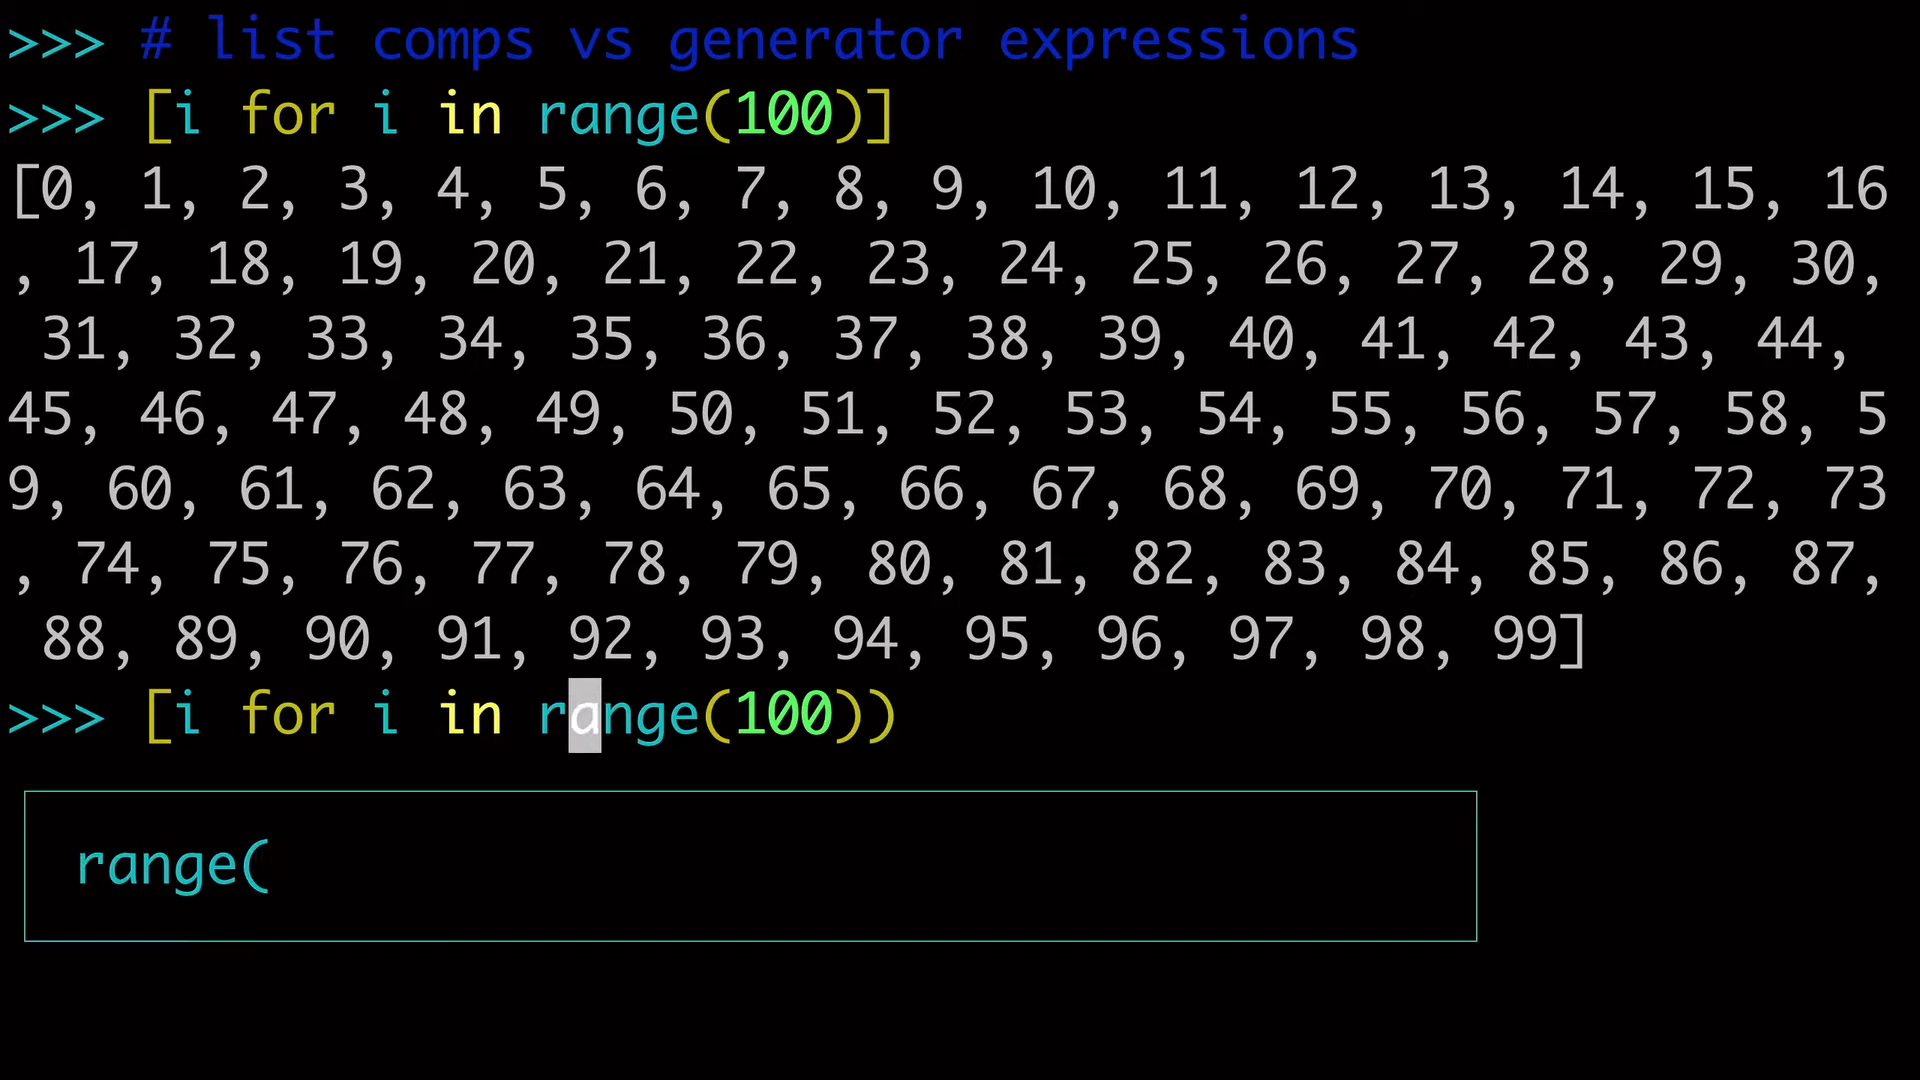 >>> # list comps vs generator expressions
>>> [i for i in range(100)]
[0, 1, 2, 3, 4, 5, 6, 7, 8, 9, 10, 11, 12, 13, 14, 15, 16
, 17, 18, 19, 20, 21, 22, 23, 24, 25, 26, 27, 28, 29, 30,
31, 32, 33, 34, 35, 36, 37, 38, 39, 40, 41, 42, 43, 44,
45, 46, 47, 48, 49, 50, 51, 52, 53, 54, 55, 56, 57, 58, 5
9, 60, 61, 62, 63, 64, 65, 66, 67, 68, 69, 70, 71, 72, 73
, 74, 75, 76, 77, 78, 79, 80, 81, 82, 83, 84, 85, 86, 87,
88, 89, 90, 91, 92, 93, 94, 95, 96, 97, 98, 99]
>>> [i for i in range(100))
range(